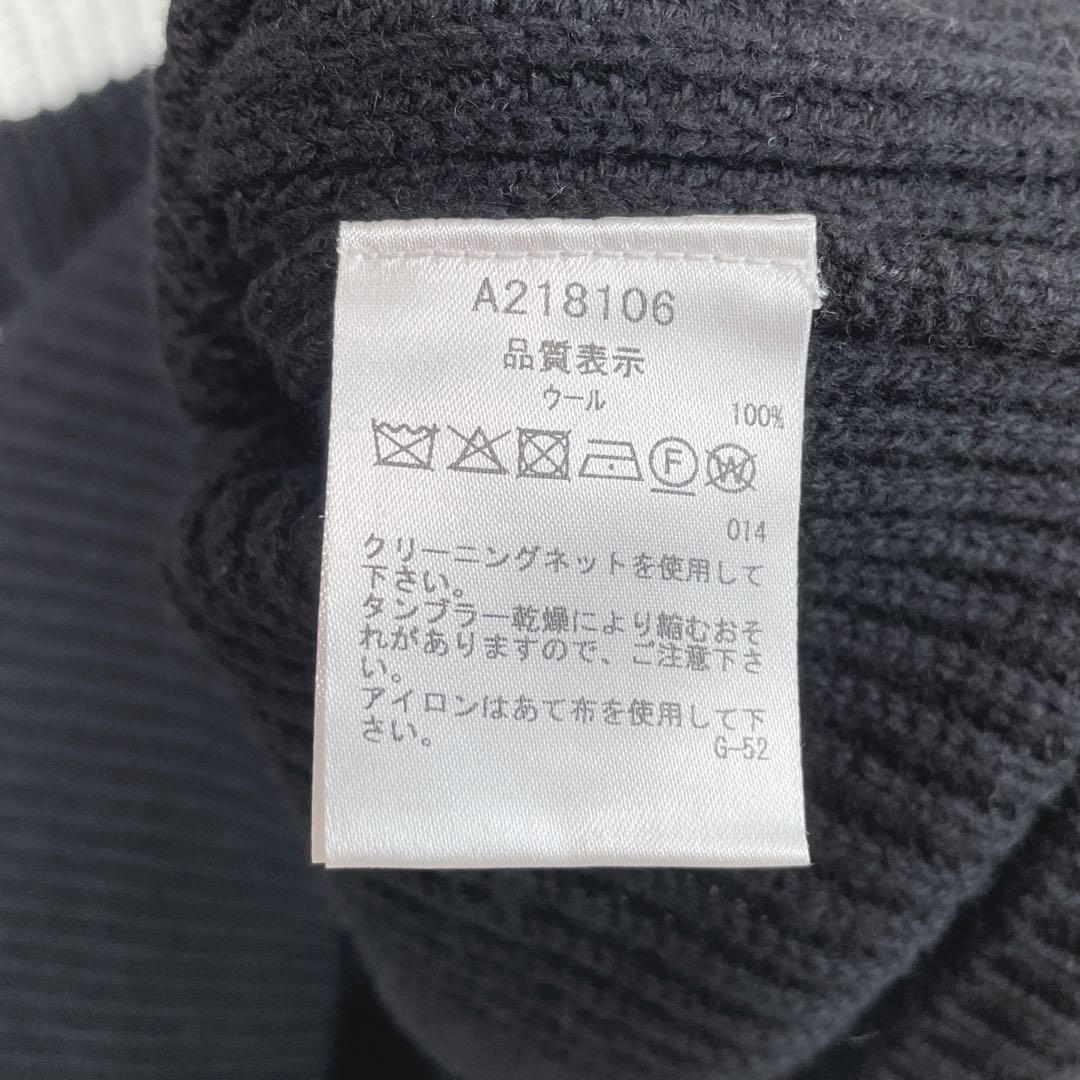 A218106
品質表示
ウール 100%
F W
014
クリーニングネットを使用して
下さい。
タンブラー乾燥により縮むおそ
れがありますので、ご注意下さ
い。
アイロンはあて布を使用して下
さい。
G-52